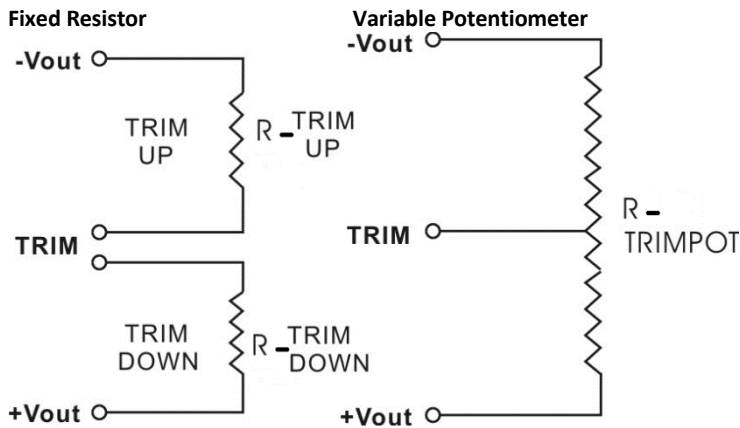 Fixed Resistor
-Vout
TRIM
UP
R - TRIM
UP
TRIM
TRIM
DOWN
R - TRIM
DOWN
+Vout
Variable Potentiometer
-Vout
TRIM
R -
TRIMPOT
+Vout